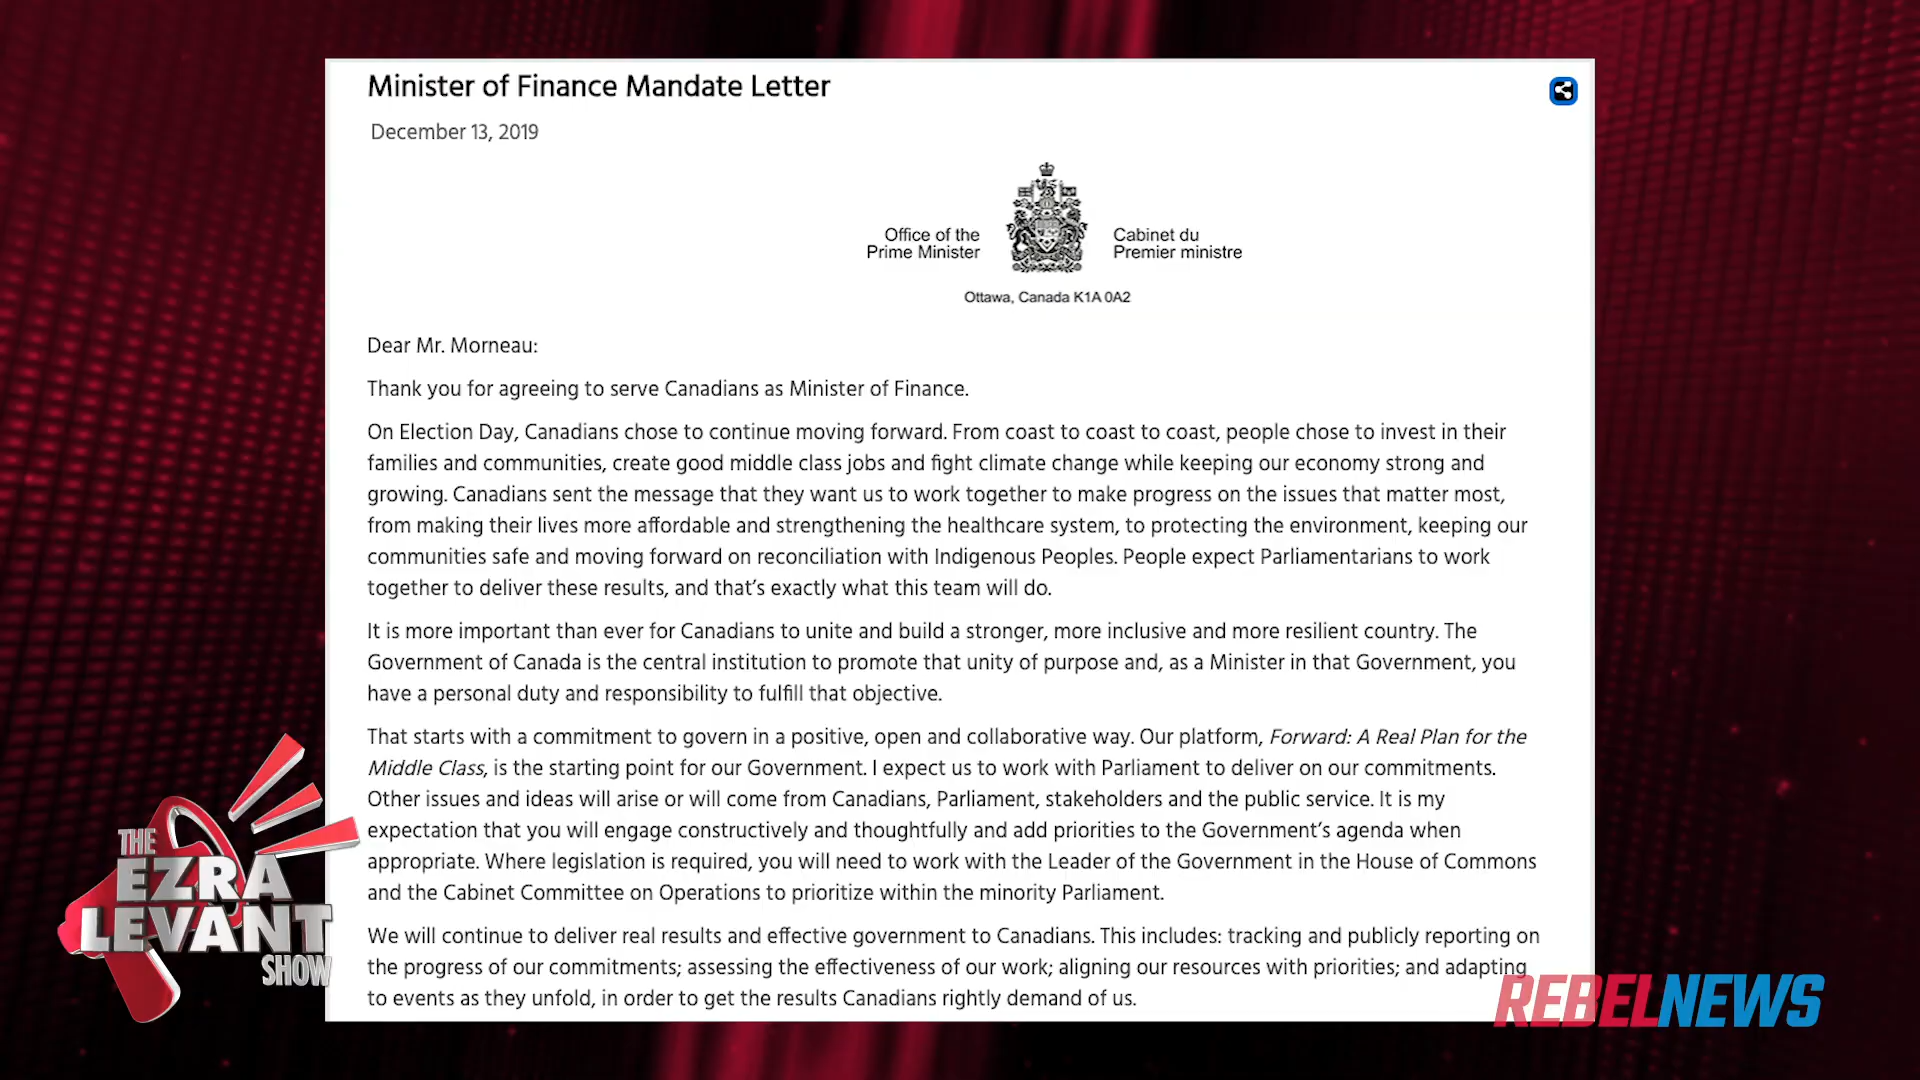 Minister of Finance Mandate Letter
December 13, 2019
Office of the
Prime Minister
Cabinet du
Premier ministre
Ottawa, Canada K1A 0A2
Dear Mr. Morneau:
Thank you for agreeing to serve Canadians as Minister of Finance.
On Election Day, Canadians chose to continue moving forward. From coast to coast to coast, people chose to invest in their
families and communities, create good middle class jobs and fight climate change while keeping our economy strong and
growing. Canadians sent the message that they want us to work together to make progress on the issues that matter most,
from making their lives more affordable and strengthening the healthcare system, to protecting the environment, keeping our
communities safe and moving forward on reconciliation with Indigenous Peoples. People expect Parliamentarians to work
together to deliver these results, and that’s exactly what this team will do.
It is more important than ever for Canadians to unite and build a stronger, more inclusive and more resilient country. The
Government of Canada is the central institution to promote that unity of purpose and, as a Minister in that Government, you
have a personal duty and responsibility to fulfill that objective.
That starts with a commitment to govern in a positive, open and collaborative way. Our platform, Forward: A Real Plan for the
Middle Class, is the starting point for our Government. I expect us to work with Parliament to deliver on our commitments.
Other issues and ideas will arise or will come from Canadians, Parliament, stakeholders and the public service. It is my
expectation that you will engage constructively and thoughtfully and add priorities to the Government’s agenda when
appropriate. Where legislation is required, you will need to work with the Leader of the Government in the House of Commons
and the Cabinet Committee on Operations to prioritize within the minority Parliament.
We will continue to deliver real results and effective government to Canadians. This includes: tracking and publicly reporting on
the progress of our commitments; assessing the effectiveness of our work; aligning our resources with priorities; and adapting
to events as they unfold, in order to get the results Canadians rightly demand of us.
THE
EZRA
LEVANT
SHOW
REBELNEWS